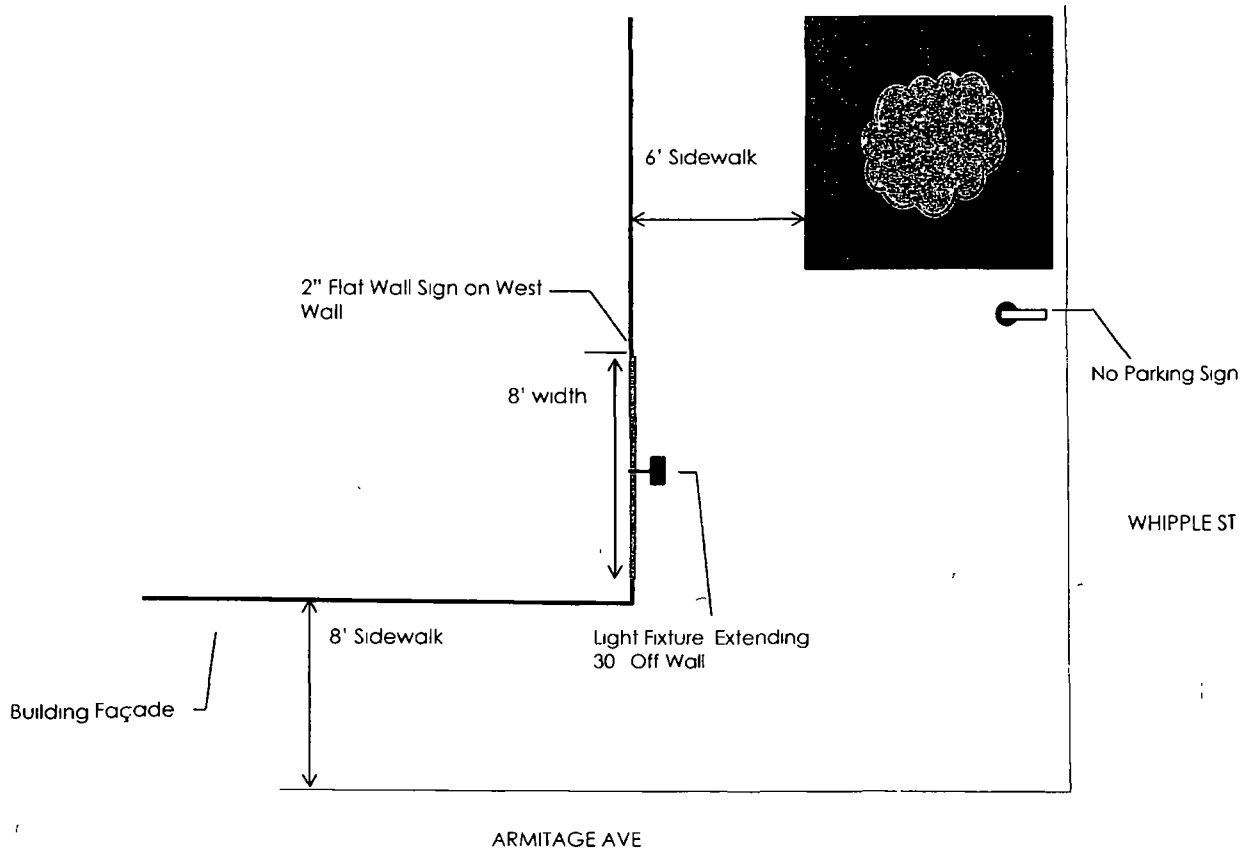 6' Sidewalk
2" Flat Wall Sign on West
Wall
8' width
No Parking Sign
WHIPPLE ST
8' Sidewalk
Light Fixture Extending
30 Off Wall
Building Façade
ARMITAGE AVE